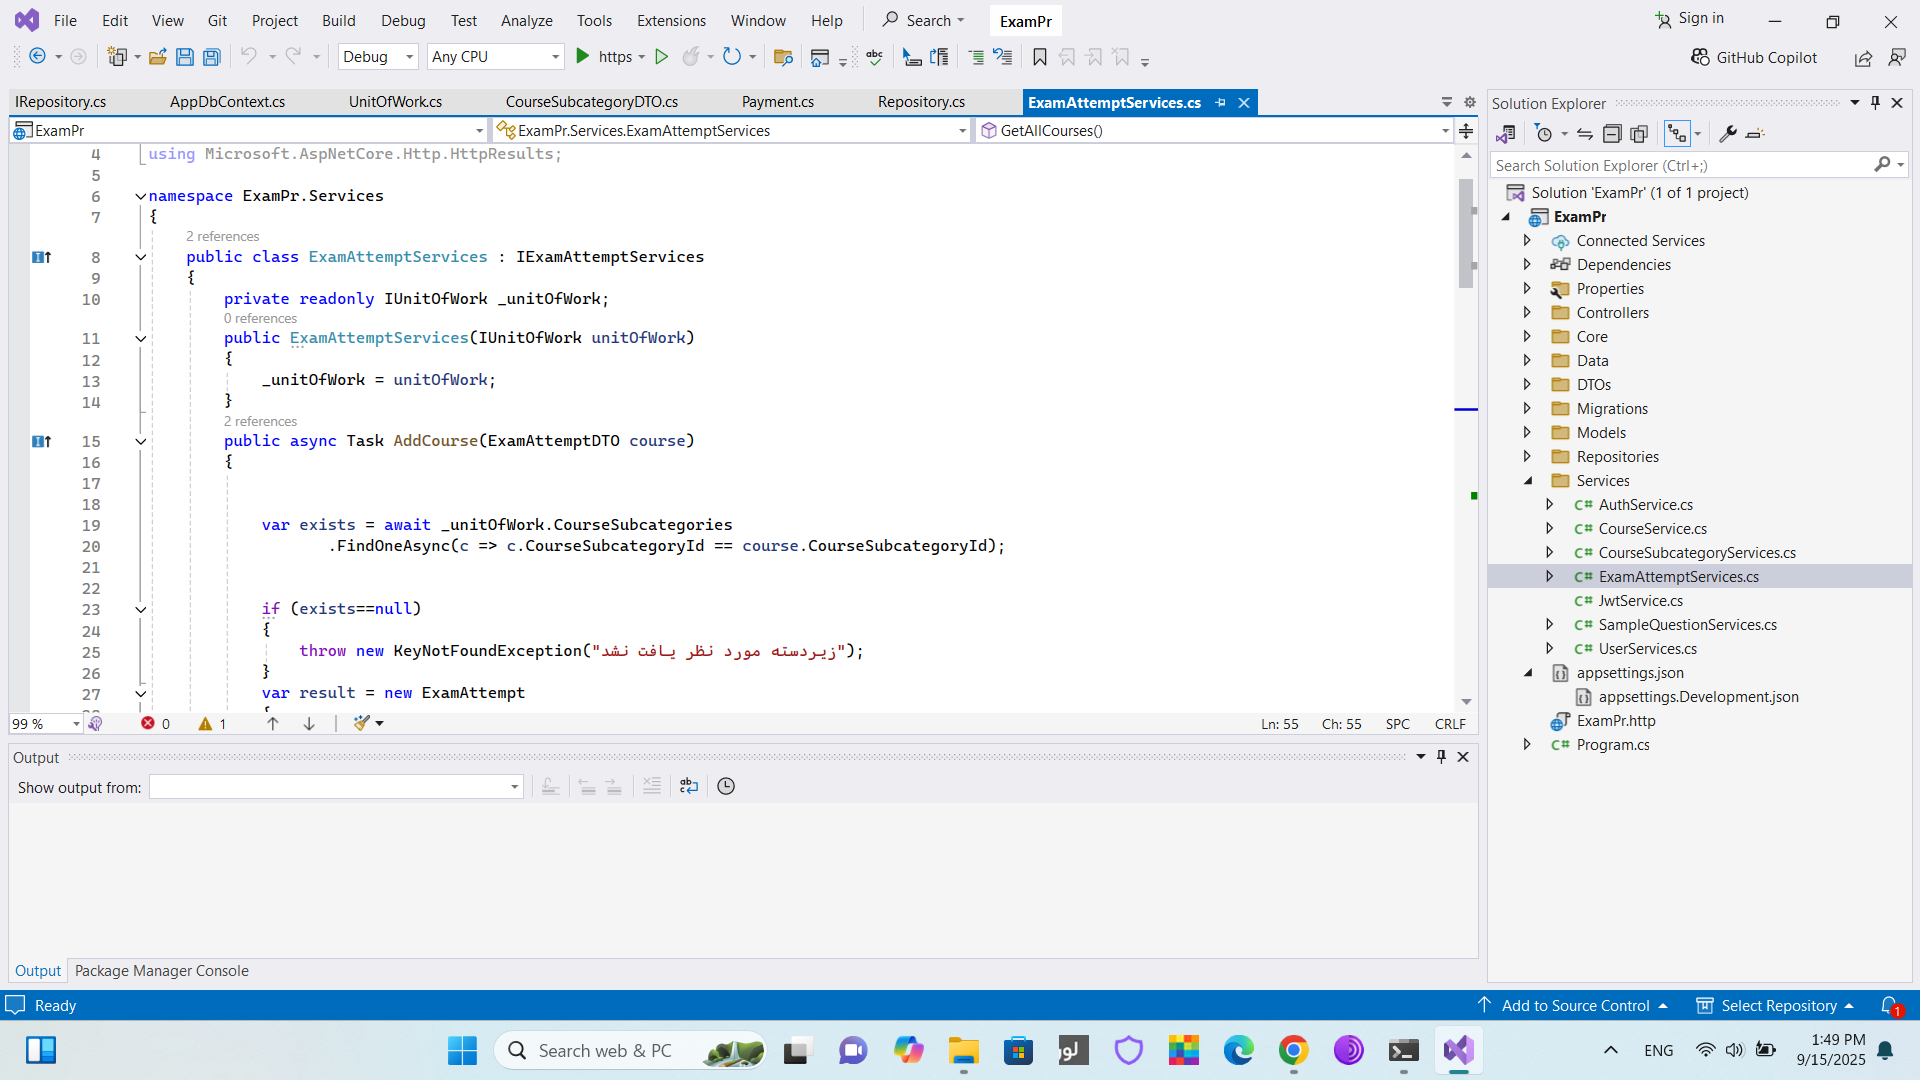 File Edit View Git Project Build Debug Test Analyze Tools Extensions Window Help Search ExamPr Sign in
Debug Any CPU https GitHub Copilot
IRepository.cs AppDbContext.cs UnitOfWork.cs CourseSubcategoryDTO.cs Payment.cs Repository.cs ExamAttemptServices.cs
ExamPr ExamPr.Services.ExamAttemptServices GetAllCourses()
4 using Microsoft.AspNetCore.Http.HttpResults;
5
6 namespace ExamPr.Services
7 {
2 references
8 public class ExamAttemptServices : IExamAttemptServices
9 {
10 private readonly IUnitOfWork _unitOfWork;
0 references
11 public ExamAttemptServices(IUnitOfWork unitOfWork)
12 {
13 _unitOfWork = unitOfWork;
14 }
2 references
15 public async Task AddCourse(ExamAttemptDTO course)
16 {
17
18
19 var exists = await _unitOfWork.CourseSubcategories
20 .FindOneAsync(c => c.CourseSubcategoryId == course.CourseSubcategoryId);
21
22
23 if (exists==null)
24 {
25 throw new KeyNotFoundException("زیردسته مورد نظر یافت نشد");
26 }
27 var result = new ExamAttempt
99 % 0 1 Ln: 55 Ch: 55 SPC CRLF
Output
Show output from:
Output Package Manager Console
Solution Explorer
Search Solution Explorer (Ctrl+;)
Solution 'ExamPr' (1 of 1 project)
ExamPr
Connected Services
Dependencies
Properties
Controllers
Core
Data
DTOs
Migrations
Models
Repositories
Services
C# AuthService.cs
C# CourseService.cs
C# CourseSubcategoryServices.cs
C# ExamAttemptServices.cs
C# JwtService.cs
C# SampleQuestionServices.cs
C# UserServices.cs
appsettings.json
appsettings.Development.json
ExamPr.http
C# Program.cs
Ready Add to Source Control Select Repository 1
Search web & PC ENG 1:49 PM
9/15/2025